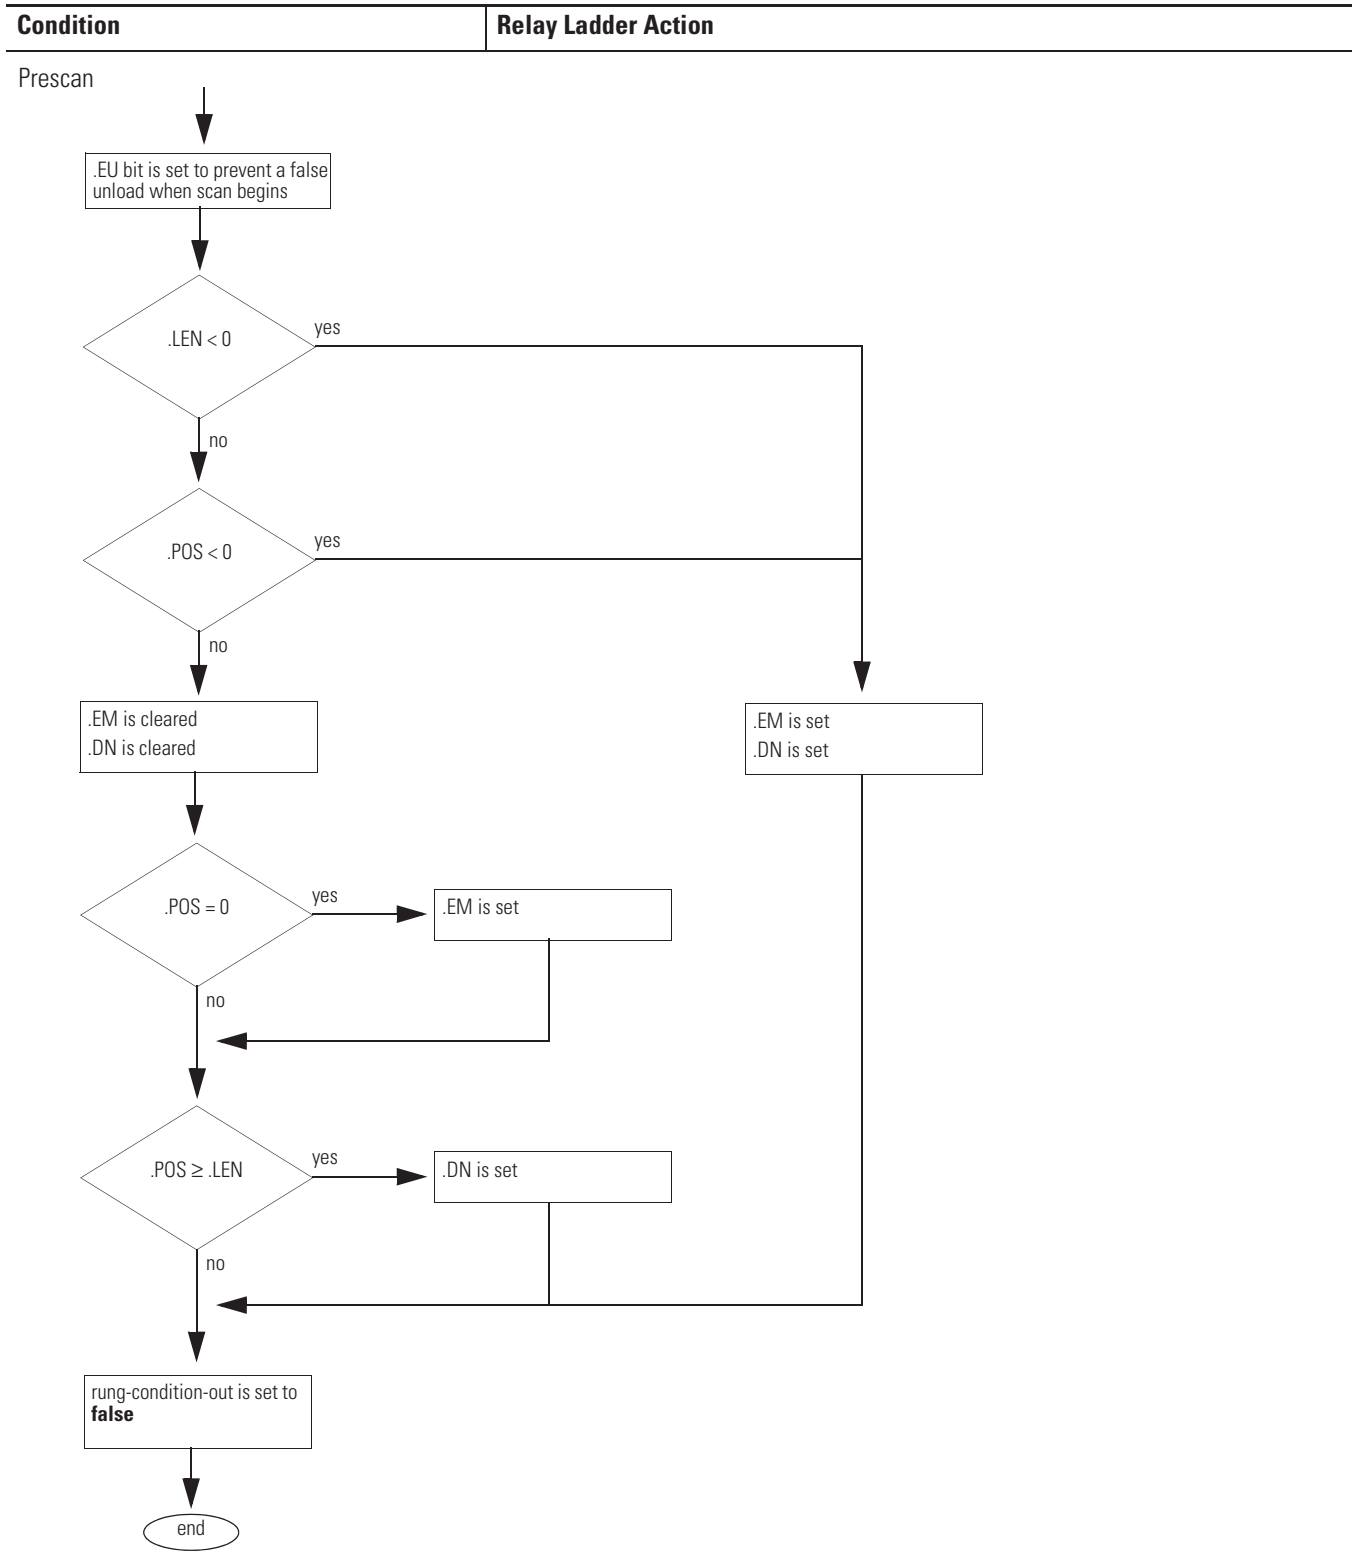 Condition
Relay Ladder Action
Prescan
.EU bit is set to prevent a false
unload when scan begins
.LEN < 0
yes
no
.POS < 0
yes
no
.EM is cleared
.DN is cleared
.EM is set
.DN is set
.POS = 0
yes
.EM is set
no
.POS ≥ .LEN
yes
.DN is set
no
rung-condition-out is set to
false
end